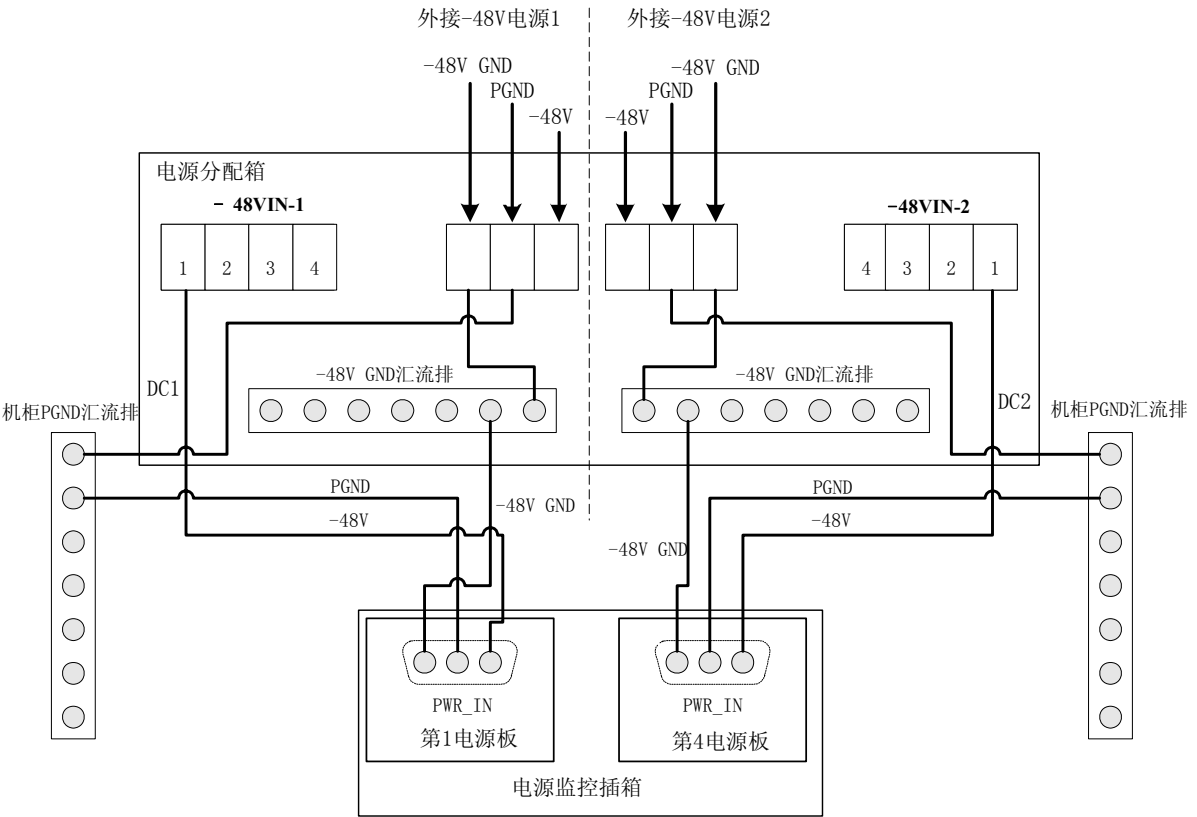 外接-48V电源1
外接-48V电源2
-48V GND
-48V GND
PGND
PGND
-48V
-48V
电源分配箱
- 48VIN-1
-48VIN-2
1 2 3 4
4 3 2 1
-48V GND汇流排
-48V GND汇流排
DC1
DC2
机柜PGND汇流排
机柜PGND汇流排
PGND
PGND
-48V GND
-48V
-48V
-48V GND
PWR_IN
PWR_IN
第1电源板
第4电源板
电源监控插箱